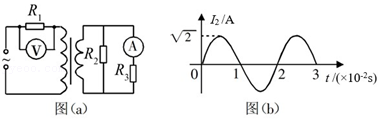 R₁
V
~
R₂
A
R₃
图(a)
I₂/A
√2
0
1
2
3
t/(×10⁻²s)
图(b)